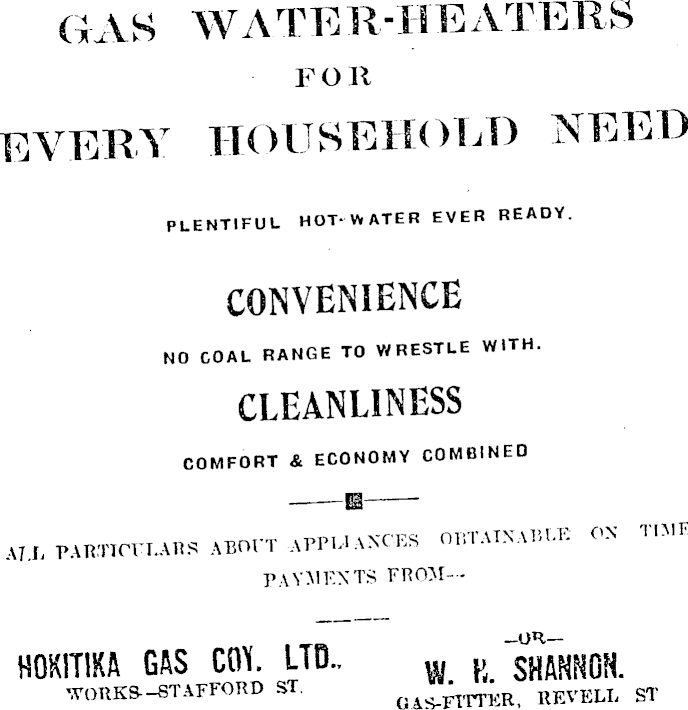 GAS WATER-HEATERS
FOR
EVERY HOUSEHOLD NEED
PLENTIFUL HOT-WATER EVER READY.
CONVENIENCE
NO COAL RANGE TO WRESTLE WITH.
CLEANLINESS
COMFORT & ECONOMY COMBINED
ALL PARTICULARS ABOUT APPLIANCES OBTAINABLE ON TIME
PAYMENTS FROM—
HOKITIKA GAS COY. LTD.,
WORKS—STAFFORD ST.
—OR—
W. H. SHANNON.
GAS-FITTER, REVELL ST